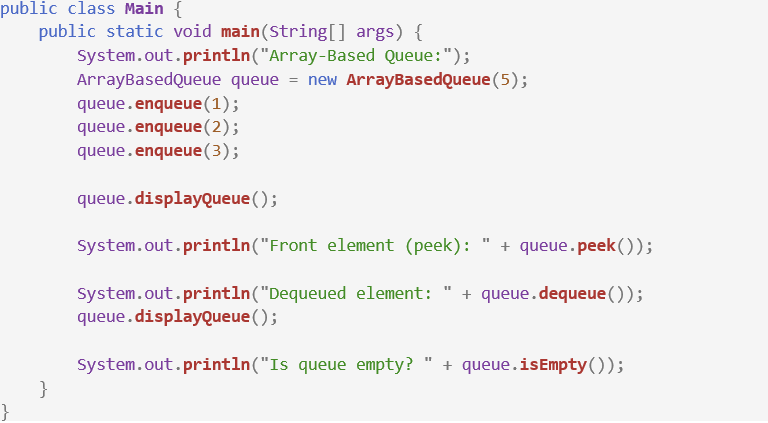 public class Main {
    public static void main(String[] args) {
        System.out.println("Array-Based Queue:");
        ArrayBasedQueue queue = new ArrayBasedQueue(5);
        queue.enqueue(1);
        queue.enqueue(2);
        queue.enqueue(3);

        queue.displayQueue();

        System.out.println("Front element (peek): " + queue.peek());

        System.out.println("Dequeued element: " + queue.dequeue());
        queue.displayQueue();

        System.out.println("Is queue empty? " + queue.isEmpty());
    }
}